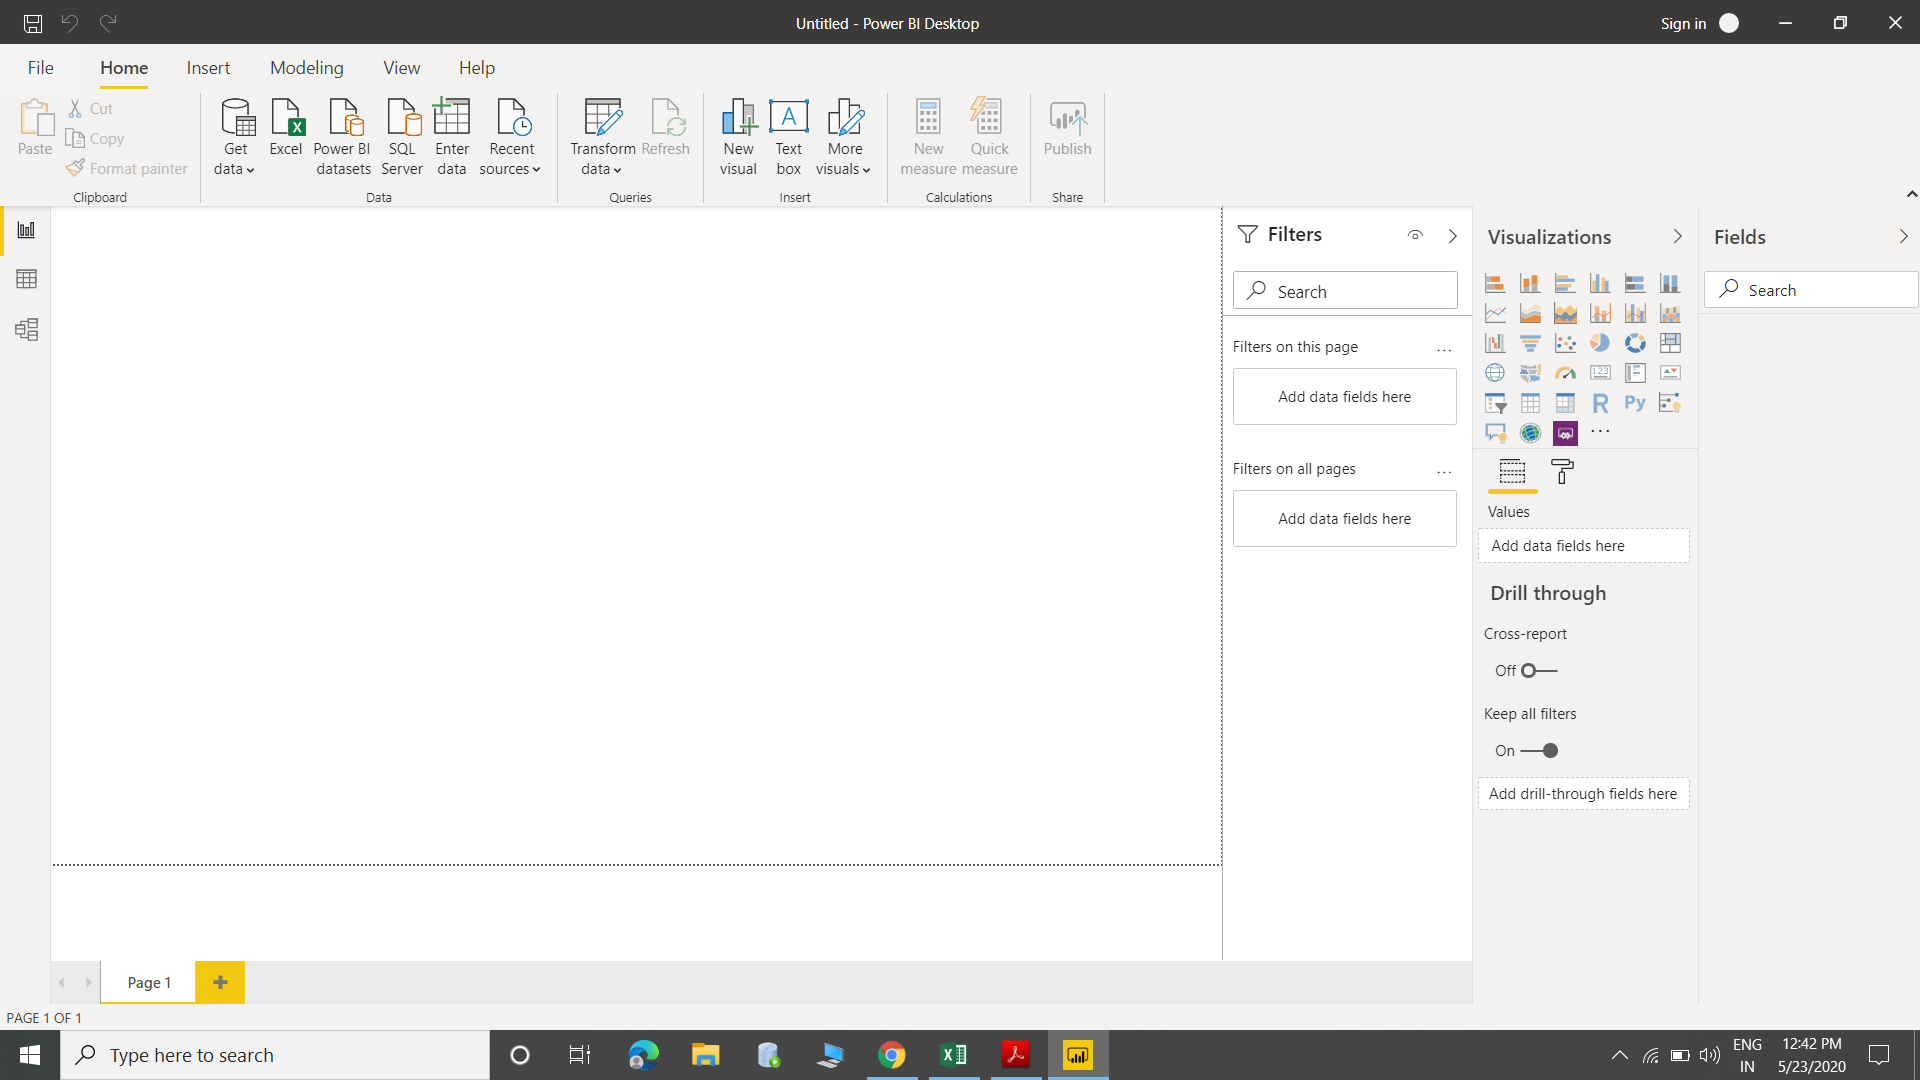 Untitled - Power BI Desktop
Sign in
File Home Insert Modeling View Help
Paste
Cut
Copy
Format painter
Clipboard
Get data
Excel
Power BI datasets
SQL Server
Enter data
Recent sources
Data
Transform data
Refresh
Queries
New visual
Text box
More visuals
Insert
New measure
Quick measure
Calculations
Publish
Share
Filters
Search
Filters on this page
...
Add data fields here
Filters on all pages
...
Add data fields here
Visualizations
123
R
Py
...
Values
Add data fields here
Drill through
Cross-report
Off
Keep all filters
On
Add drill-through fields here
Fields
Search
Page 1
PAGE 1 OF 1
Type here to search
ENG
IN
12:42 PM
5/23/2020